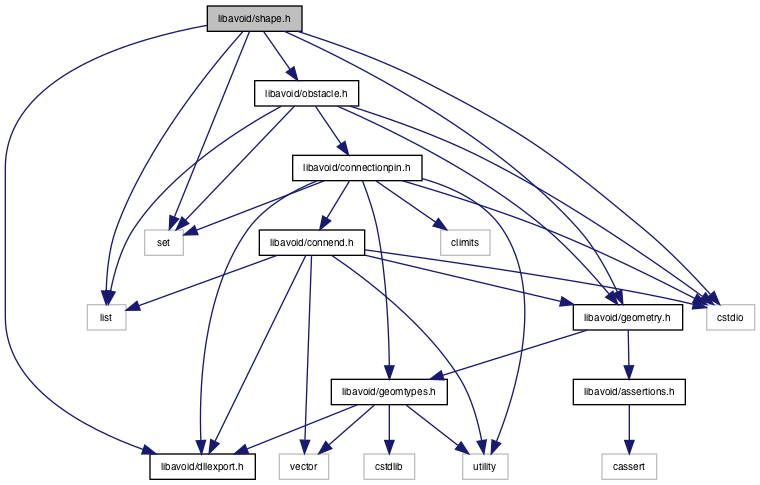 libavoid/shape.h
libavoid/obstacle.h
libavoid/connectionpin.h
set
libavoid/connend.h
climits
list
libavoid/geometry.h
cstdio
libavoid/geomtypes.h
libavoid/assertions.h
libavoid/dllexport.h
vector
cstdlib
utility
cassert